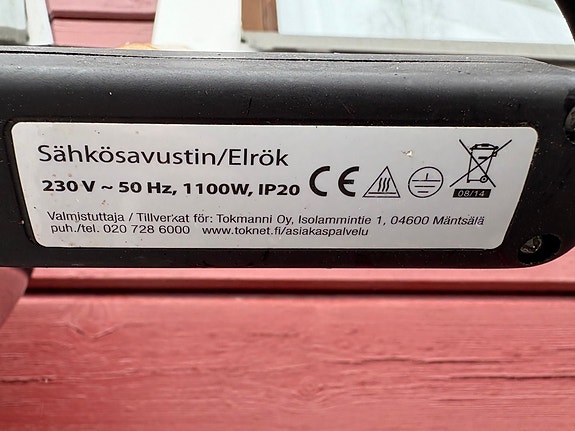 Sähkösavustin/Elrök
230 V ~ 50 Hz, 1100W, IP20
CE
08/14
Valmistuttaja / Tillverkat för: Tokmanni Oy, Isolammintie 1, 04600 Mäntsälä
puh./tel. 020 728 6000 www.toknet.fi/asiakaspalvelu